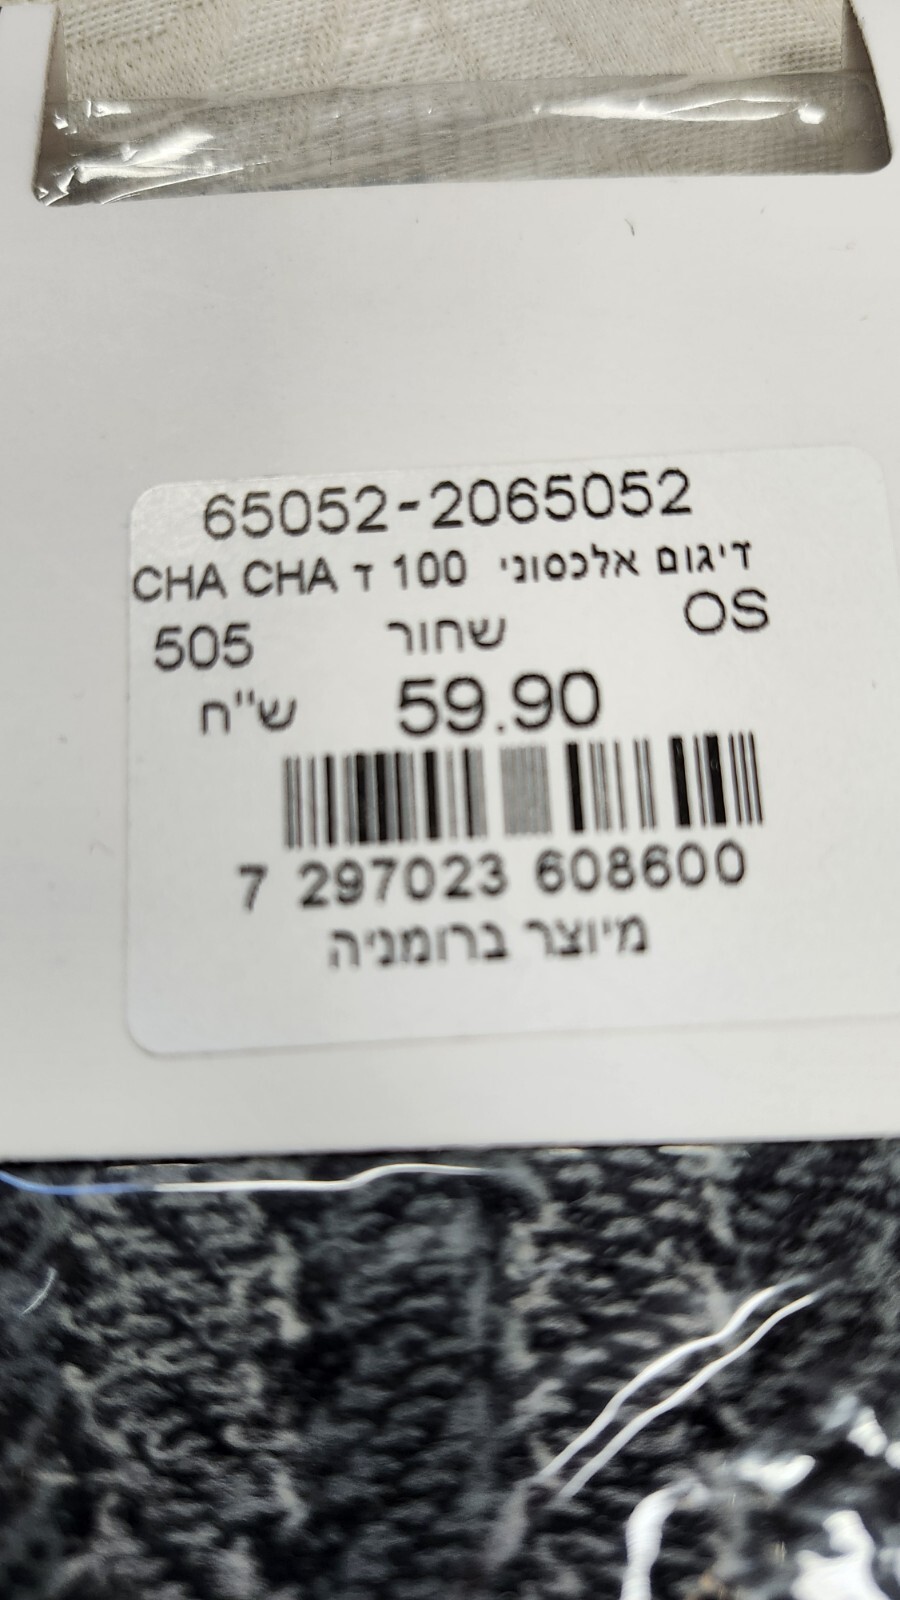 65052-2065052
דיגום אלכסוני 100 ד CHA CHA
OS שחור 505
59.90 ש"ח
7 297023 608600
מיוצר ברומניה